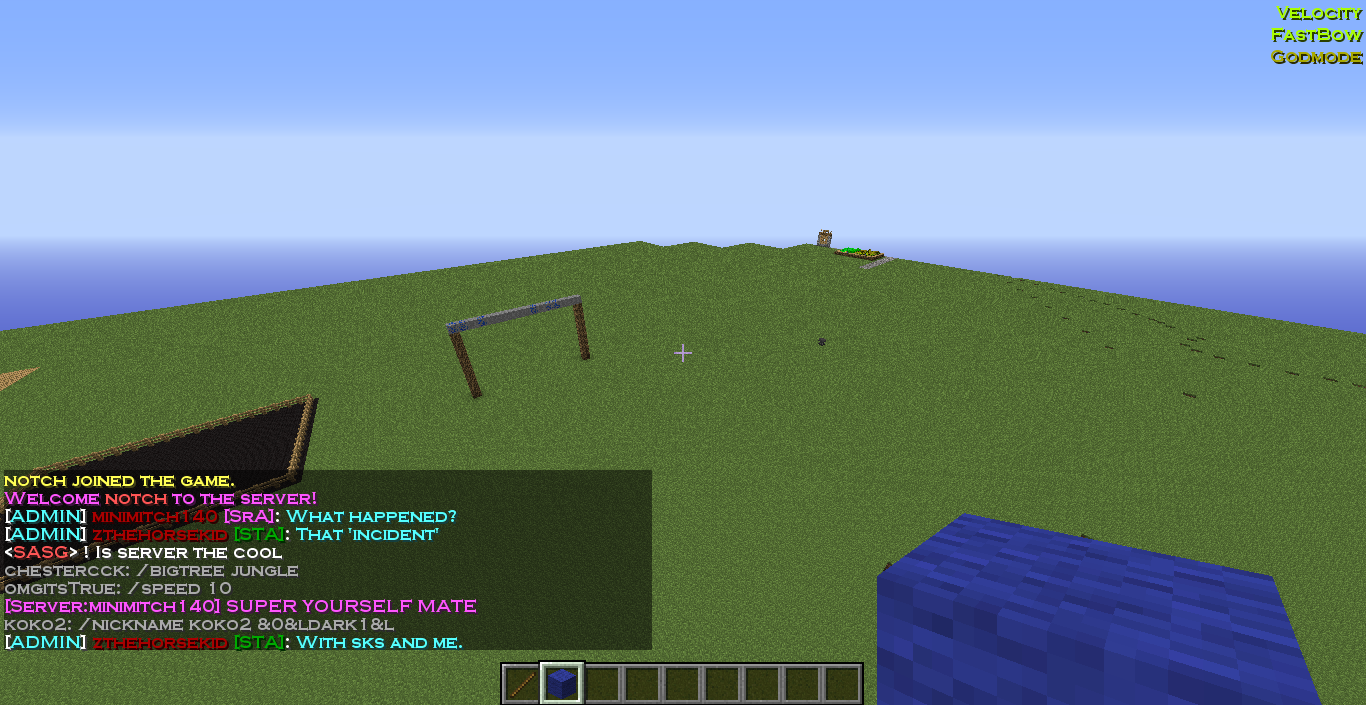 Velocity
FastBow
Godmode
notch joined the game.
Welcome notch to the server!
[ADMIN] minimitch140 [SrA]: What happened?
[ADMIN] zthehorsekid [STA]: That 'incident'
<SASG> ! Is server the cool
chestercck: /bigtree jungle
omgitsTrue: /speed 10
[Server:minimitch140] SUPER YOURSELF MATE
koko2: /nickname koko2 &0&ldark1&l
[ADMIN] zthehorsekid [STA]: With sks and me.